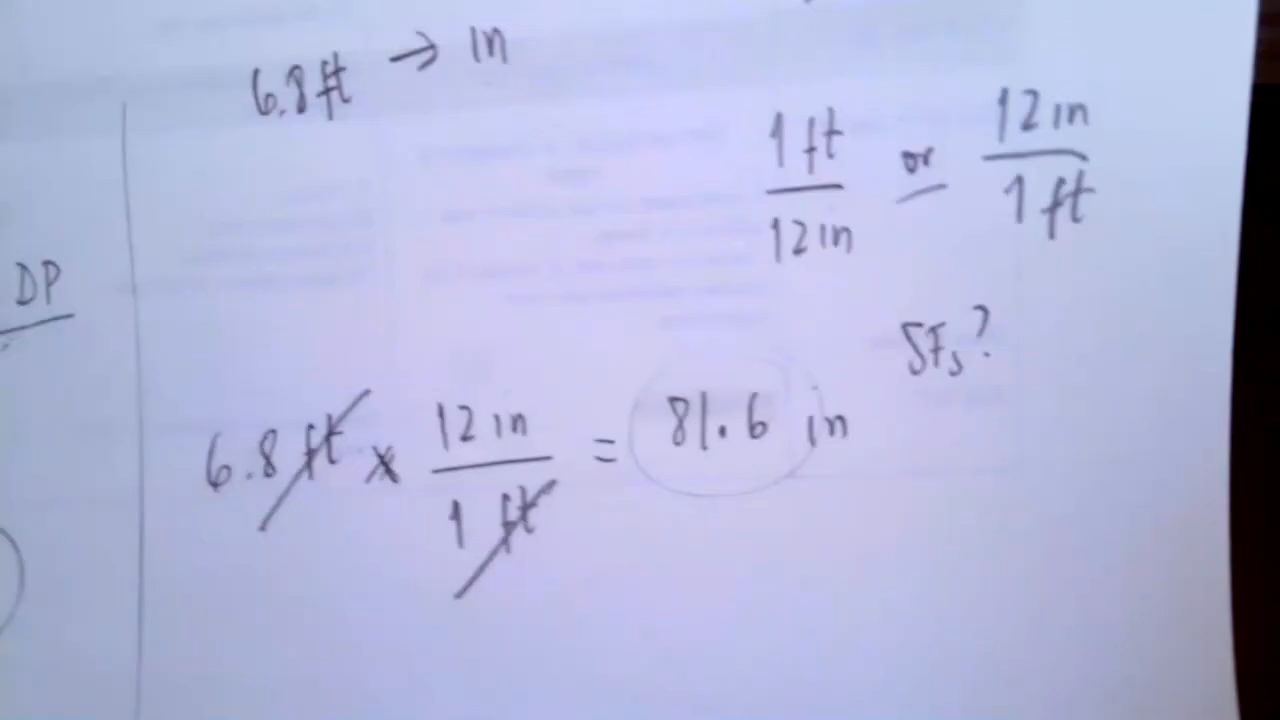 6.8 ft → in
1 ft
12 in
or
12 in
1 ft
DP
SFs?
6.8 ft x 12 in = 81.6 in
1 ft